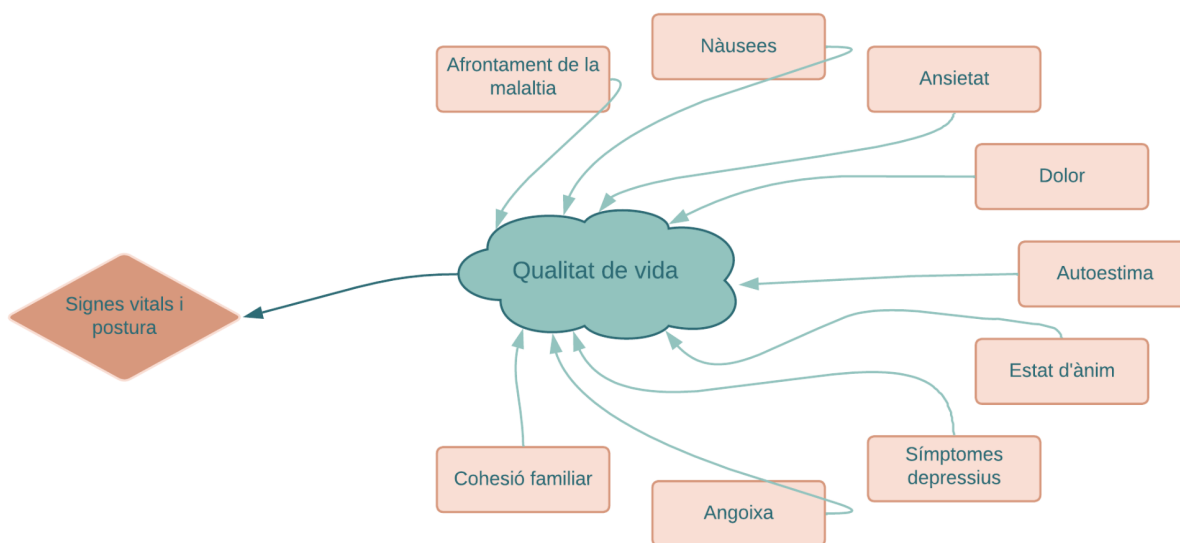 Nàusees
Afrontament de la
malaltia
Ansietat
Dolor
Qualitat de vida
Autoestima
Signes vitals i
postura
Estat d'ànim
Símptomes
depressius
Cohesió familiar
Angoixa